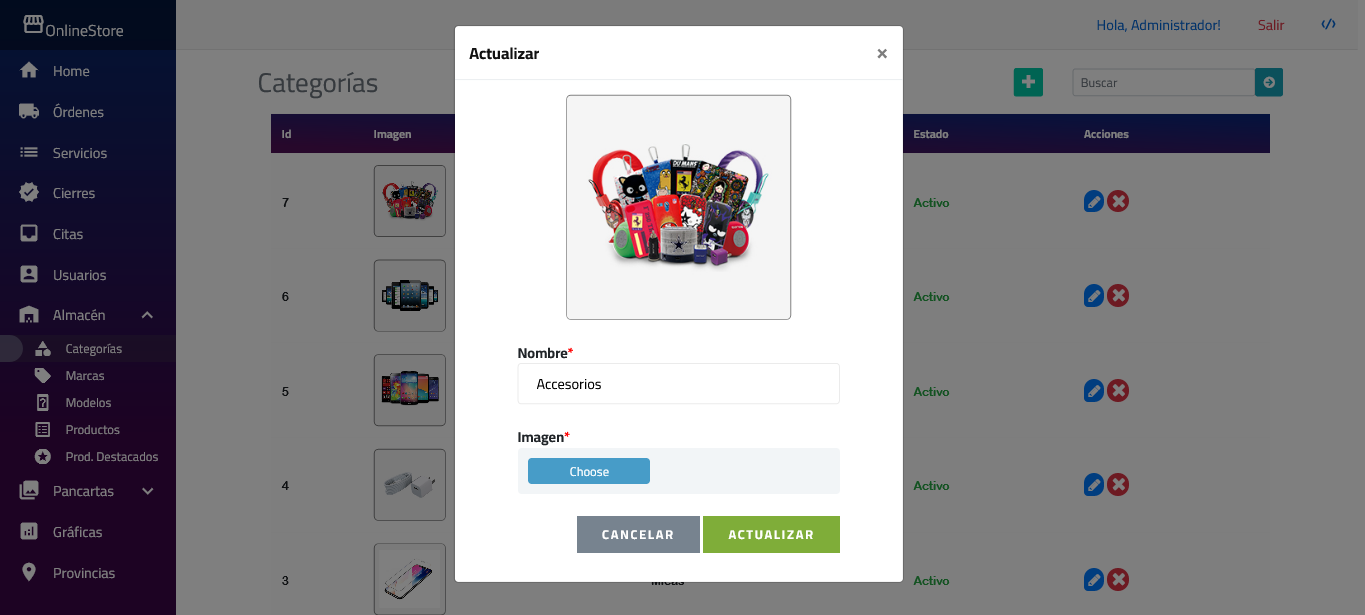 OnlineStore
Hola, Administrador!
Salir
Home
Órdenes
Servicios
Cierres
Citas
Usuarios
Almacén
Categorías
Marcas
Modelos
Productos
Prod. Destacados
Pancartas
Gráficas
Provincias
Categorías
Buscar
Id
Imagen
Estado
Acciones
7
Activo
6
Activo
5
Activo
4
Activo
3
Micas
Activo
Actualizar
×
Nombre*
Accesorios
Imagen*
Choose
CANCELAR
ACTUALIZAR